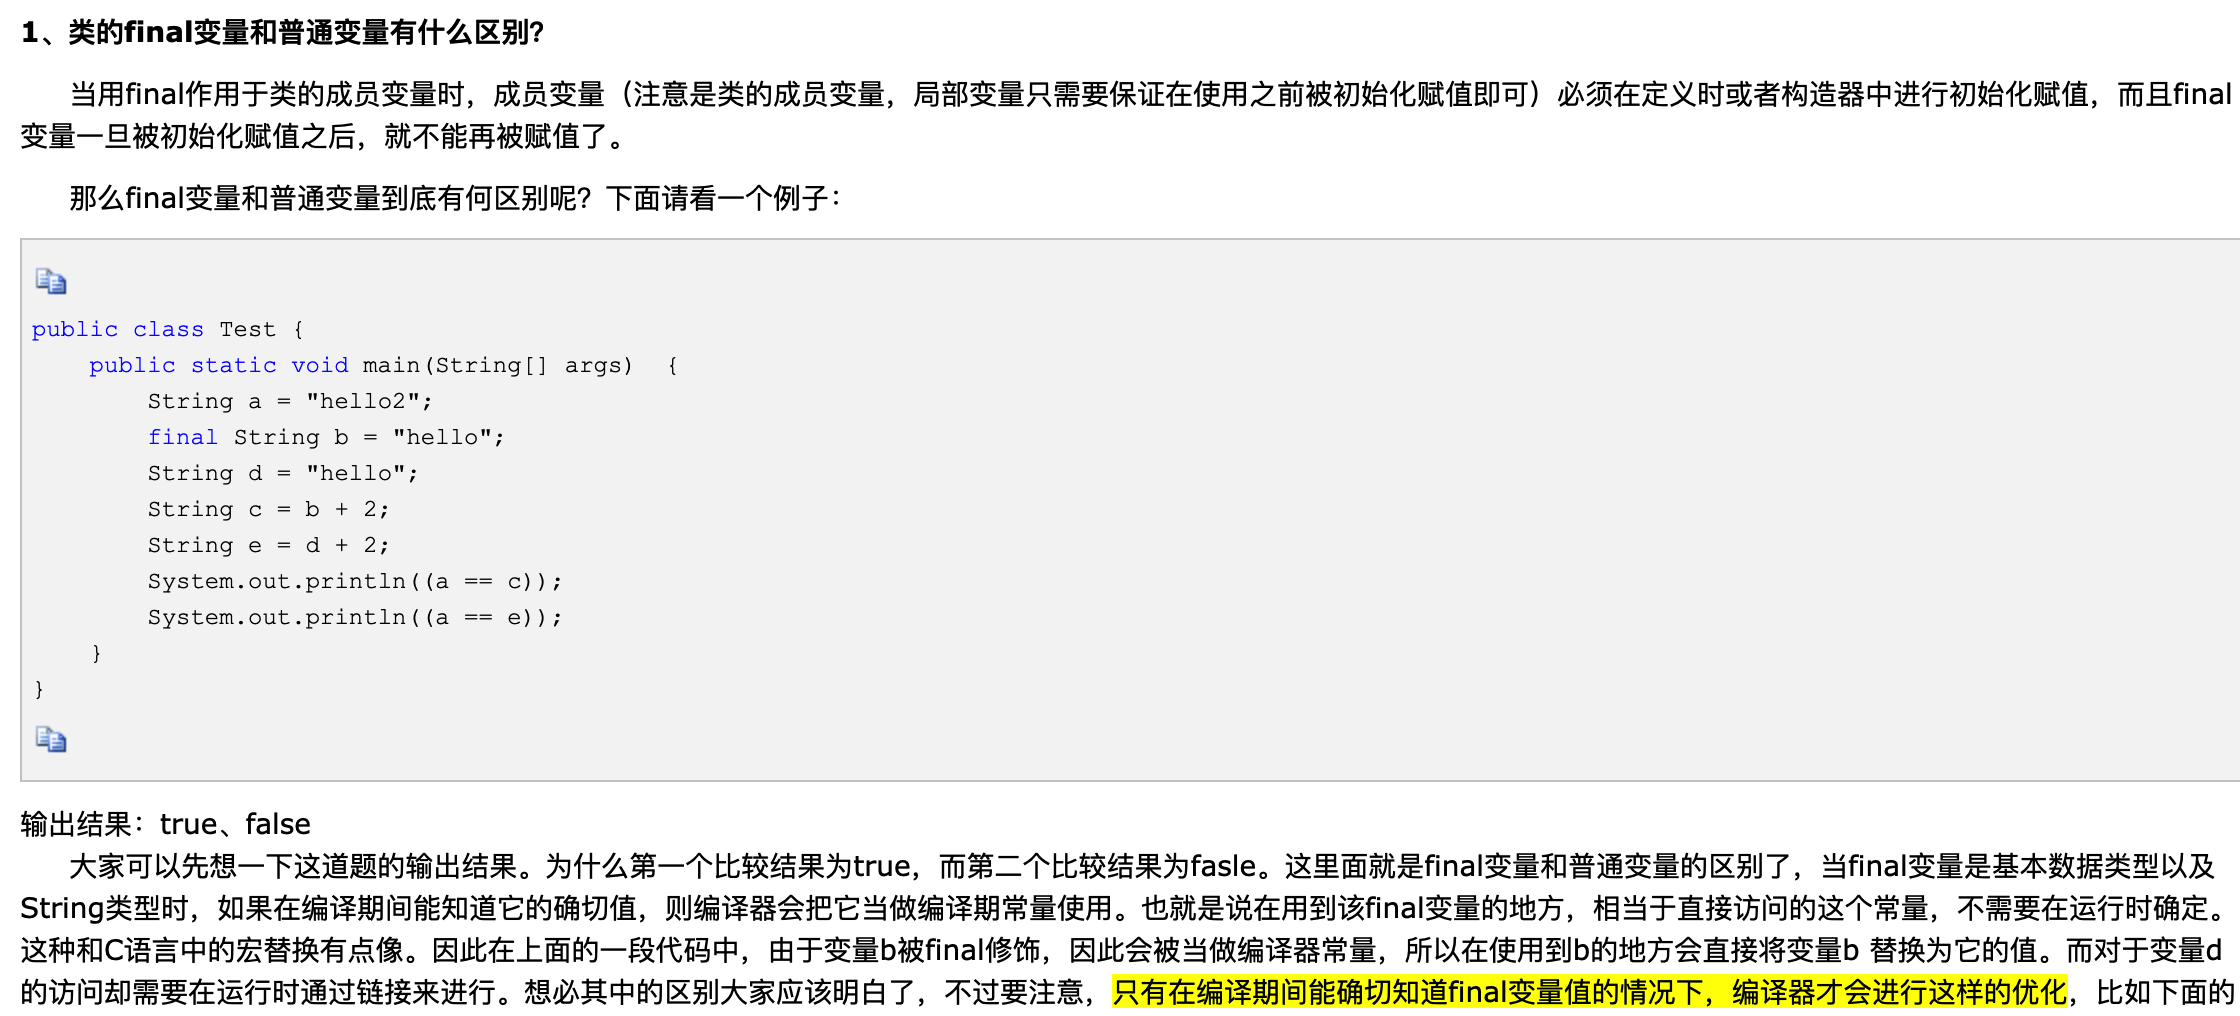 1、类的final变量和普通变量有什么区别？
当用final作用于类的成员变量时，成员变量（注意是类的成员变量，局部变量只需要保证在使用之前被初始化赋值即可）必须在定义时或者构造器中进行初始化赋值，而且final
变量一旦被初始化赋值之后，就不能再被赋值了。
那么final变量和普通变量到底有何区别呢？下面请看一个例子：
public class Test {
    public static void main(String[] args)  {
        String a = "hello2";
        final String b = "hello";
        String d = "hello";
        String c = b + 2;
        String e = d + 2;
        System.out.println((a == c));
        System.out.println((a == e));
    }
}
输出结果：true、false
大家可以先想一下这道题的输出结果。为什么第一个比较结果为true，而第二个比较结果为fasle。这里面就是final变量和普通变量的区别了，当final变量是基本数据类型以及
String类型时，如果在编译期间能知道它的确切值，则编译器会把它当做编译期常量使用。也就是说在用到该final变量的地方，相当于直接访问的这个常量，不需要在运行时确定。
这种和C语言中的宏替换有点像。因此在上面的一段代码中，由于变量b被final修饰，因此会被当做编译器常量，所以在使用到b的地方会直接将变量b 替换为它的值。而对于变量d
的访问却需要在运行时通过链接来进行。想必其中的区别大家应该明白了，不过要注意，只有在编译期间能确切知道final变量值的情况下，编译器才会进行这样的优化，比如下面的